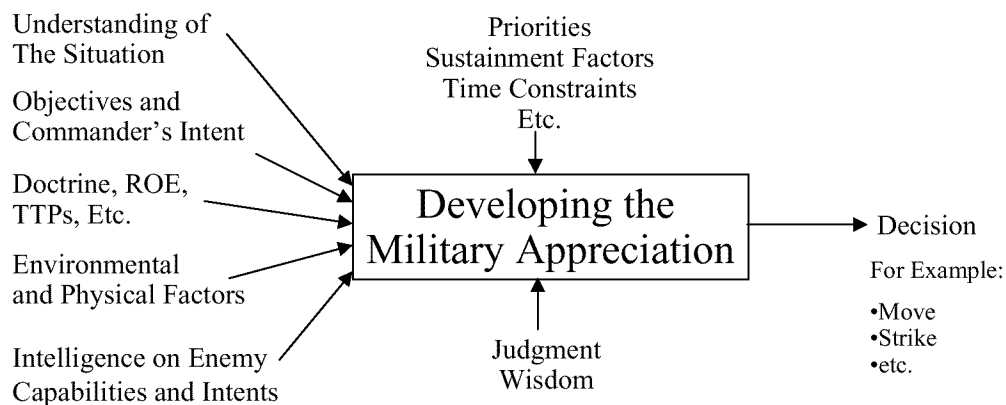 Understanding of
The Situation
Objectives and
Commander's Intent
Doctrine, ROE,
TTPs, Etc.
Environmental
and Physical Factors
Intelligence on Enemy
Capabilities and Intents
Priorities
Sustainment Factors
Time Constraints
Etc.
Developing the
Military Appreciation
Judgment
Wisdom
Decision
For Example:
•Move
•Strike
•etc.